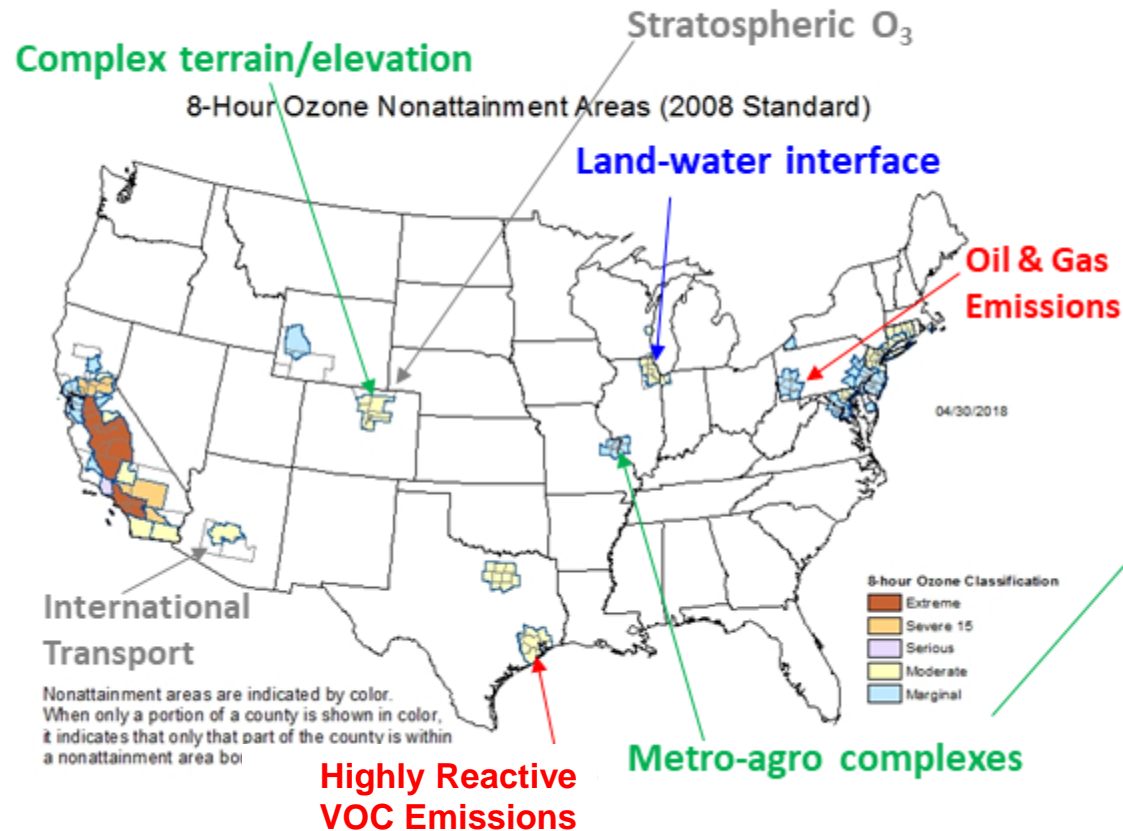 Stratospheric O₃
Complex terrain/elevation
8-Hour Ozone Nonattainment Areas (2008 Standard)
Land-water interface
Oil & Gas
Emissions
04/30/2018
International
Transport
8-hour Ozone Classification
Extreme
Severe 15
Serious
Moderate
Marginal
Nonattainment areas are indicated by color.
When only a portion of a county is shown in color,
it indicates that only that part of the county is within
a nonattainment area
Metro-agro complexes
Highly Reactive
VOC Emissions